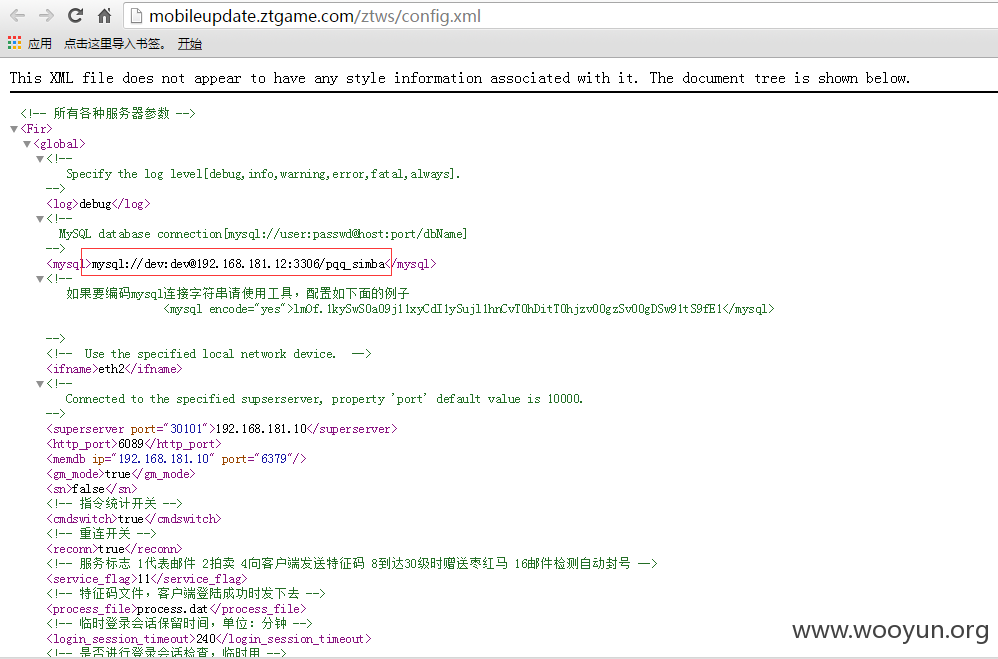 mobileupdate.ztgame.com/ztws/config.xml
应用 点击这里导入书签。 开始
This XML file does not appear to have any style information associated with it. The document tree is shown below.
<!-- 所有各种服务器参数 -->
▼<Fir>
▼<global>
▼<!--
Specify the log level[debug,info,warning,error,fatal,always].
-->
<log>debug</log>
▼<!--
MySQL database connection[mysql://user:passwd@host:port/dbName]
-->
<mysql>mysql://dev:dev@192.168.181.12:3306/pqq_simba</mysql>
▼<!--
如果要编码mysql连接字符串请使用工具，配置如下面的例子
<mysql encode="yes">
</mysql>
-->
<!-- Use the specified local network device. -->
<ifname>eth2</ifname>
▼<!--
Connected to the specified supserserver, property 'port' default value is 10000.
-->
<superserver port="30101">192.168.181.10</superserver>
<http_port>6089</http_port>
<memdb ip="192.168.181.10" port="6379"/>
<gm_mode>true</gm_mode>
<sn>false</sn>
<!-- 指令统计开关 -->
<cmdswitch>true</cmdswitch>
<!-- 重连开关 -->
<reconn>true</reconn>
<!-- 服务标志 1代表邮件 2拍卖 4向客户端发送特征码 8到达30级时赠送枣红马 16邮件检测自动封号 -->
<service_flag>11</service_flag>
<!-- 特征码文件，客户端登陆成功时发下去 -->
<process_file>process.dat</process_file>
<!-- 临时登录会话保留时间，单位：分钟 -->
<login_session_timeout>240</login_session_timeout>
<!-- 是否进行登录会话检查，临时用 -->
www.wooyun.org